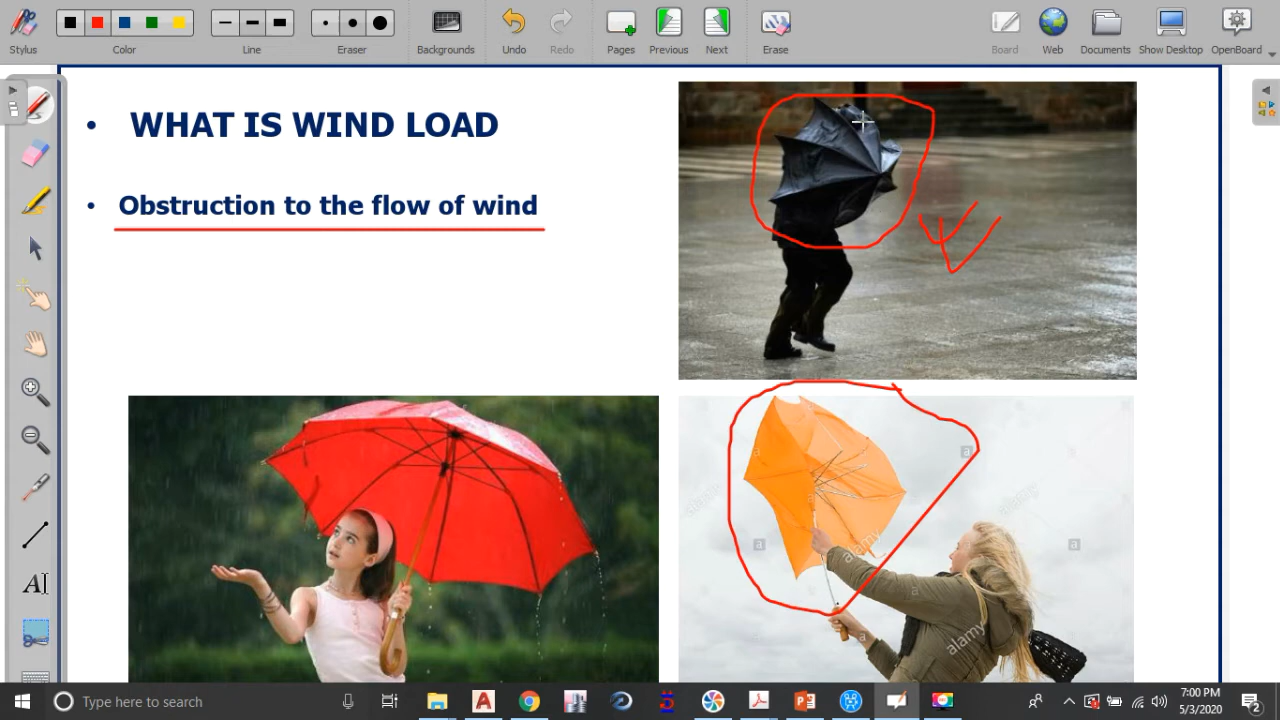 Stylus
Color
Line
Eraser
Backgrounds
Undo
Redo
Pages
Previous
Next
Erase
Board
Web
Documents
Show Desktop
OpenBoard
• WHAT IS WIND LOAD
• Obstruction to the flow of wind
a
a
a
a
a
a
a
alamy
alamy
Type here to search
7:00 PM
5/3/2020
2